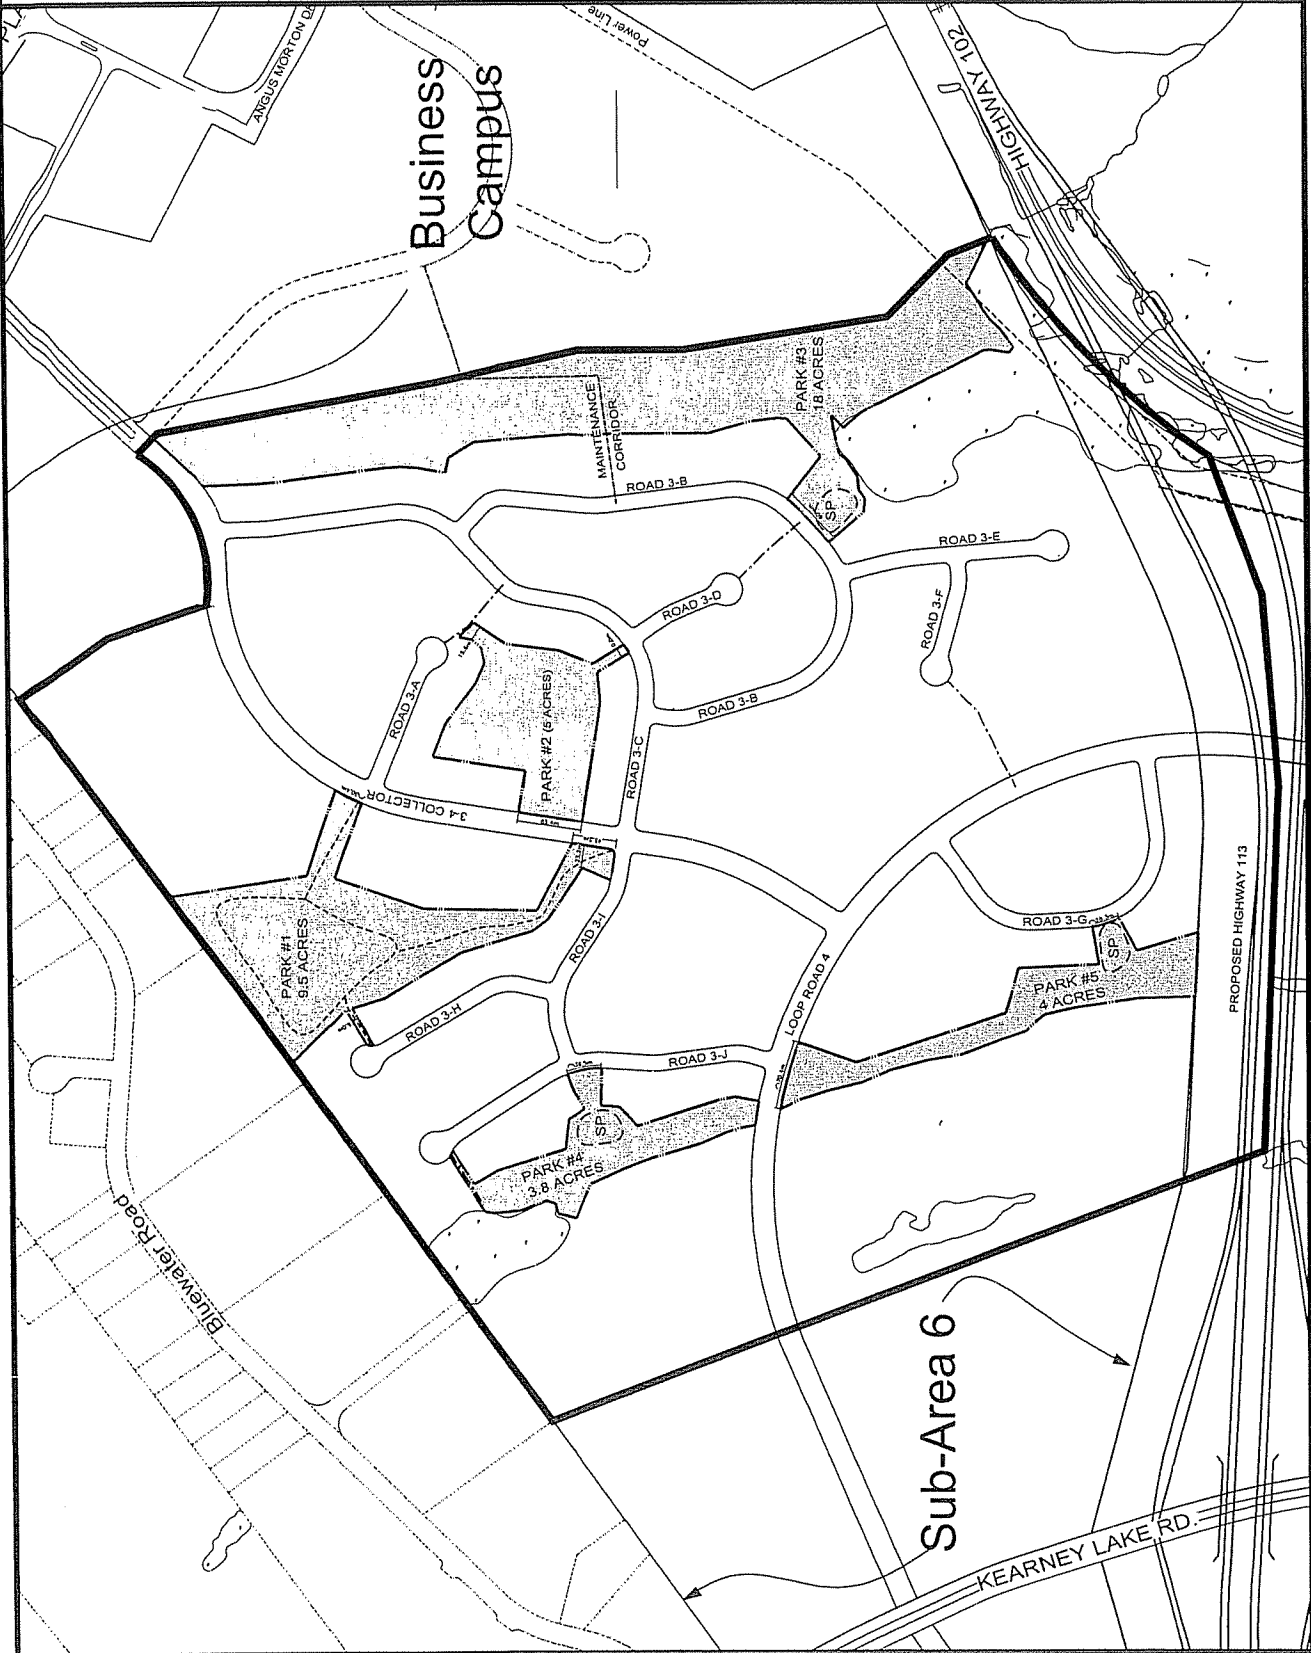 ANGUS MORTON DR
Power Line
HIGHWAY 102
Business
Campus
PARK #3
18 ACRES
MAINTENANCE
CORRIDOR
ROAD 3-B
SP
ROAD 3-E
ROAD 3-D
ROAD 3-F
ROAD 3-A
PARK #2 (5 ACRES)
ROAD 3-B
ROAD 3-C
3-4 COLLECTOR
PARK #1
9.5 ACRES
ROAD 3-I
ROAD 3-H
ROAD 3-G
SP
PARK #5
4 ACRES
PROPOSED HIGHWAY 113
LOOP ROAD 4
ROAD 3-J
SP
PARK #4
3.8 ACRES
Bluewater Road
Sub-Area 6
KEARNEY LAKE RD.